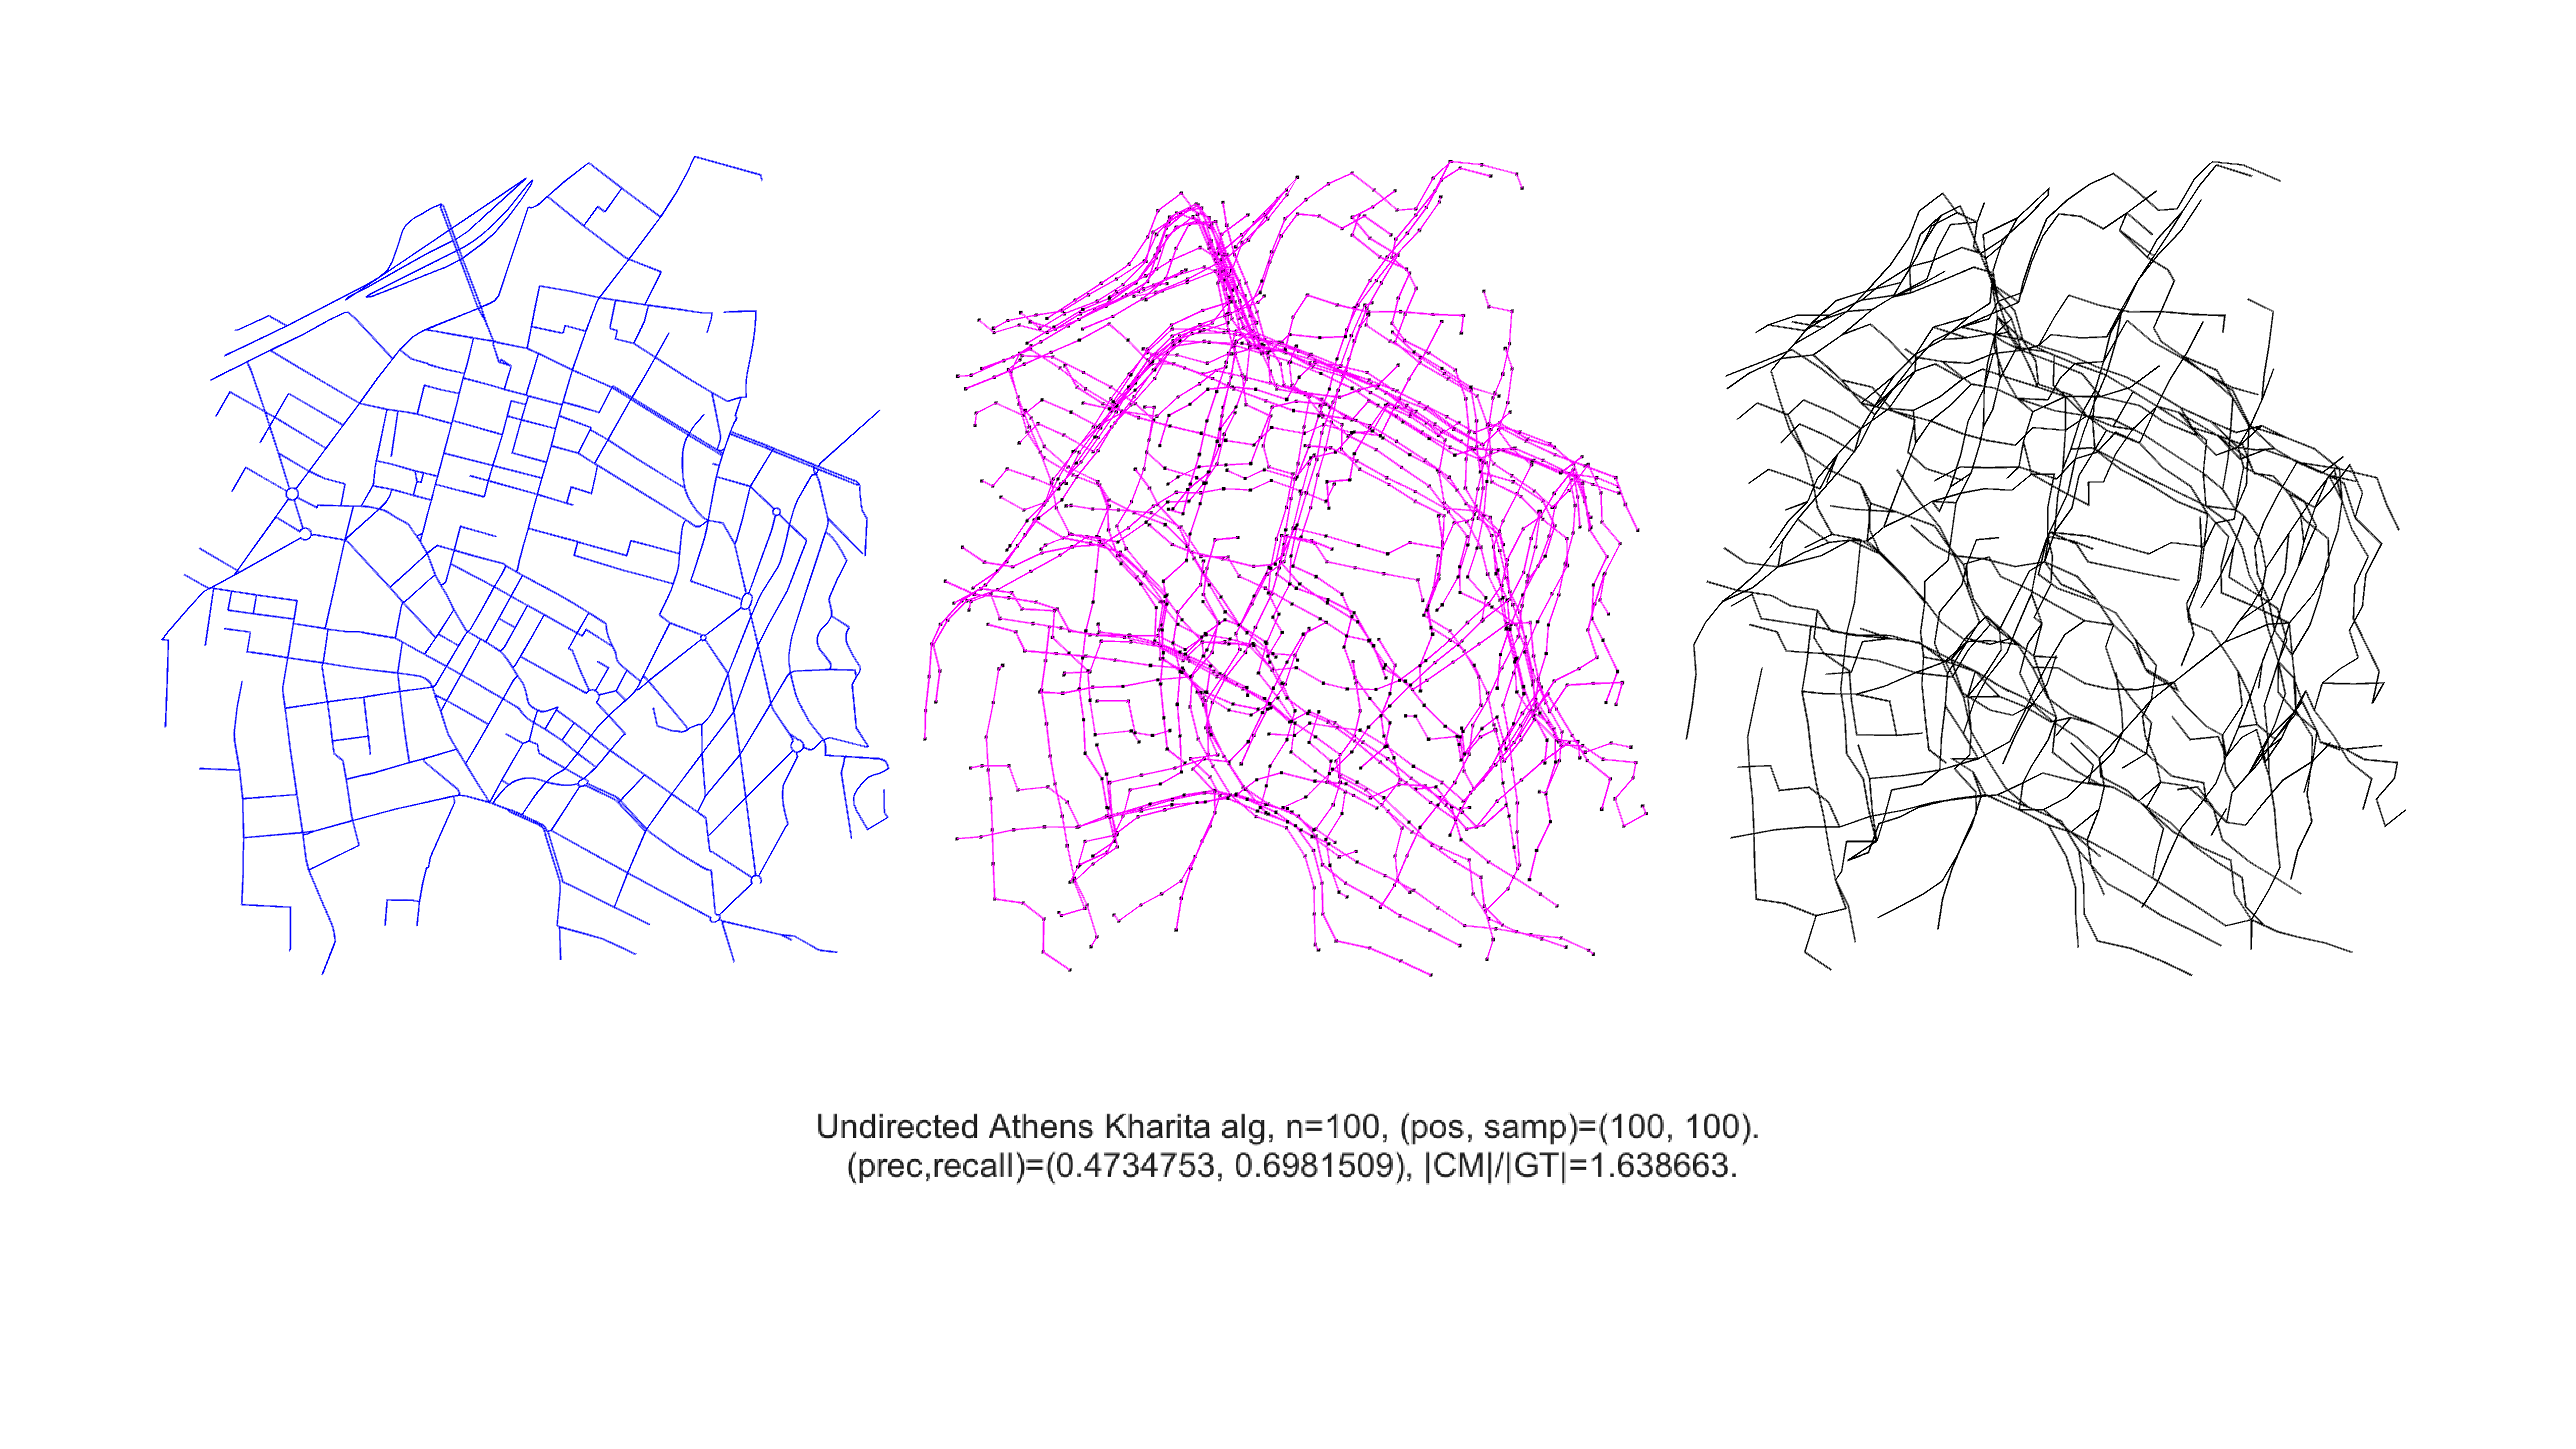 Undirected Athens Kharita alg, n=100, (pos, samp)=(100, 100).
(prec,recall)=(0.4734753, 0.6981509), |CM|/|GT|=1.638663.